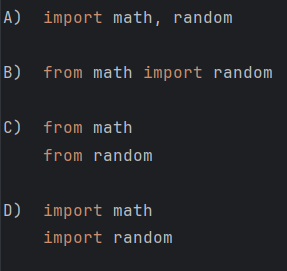 A) import math, random
B) from math import random
C) from math
from random
D) import math
import random